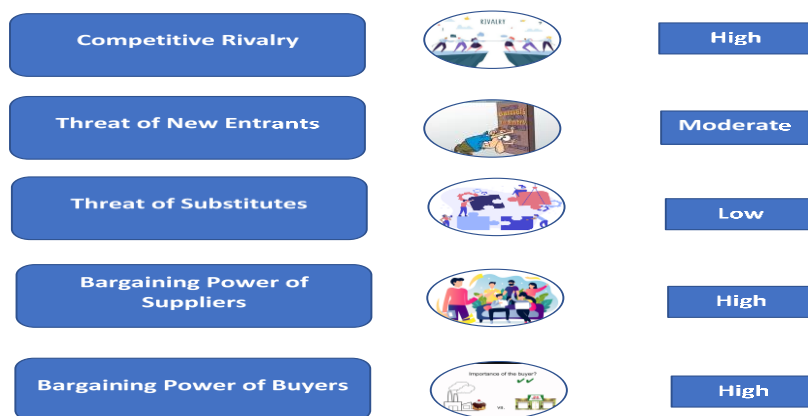 Competitive Rivalry
RIVALRY
High
Threat of New Entrants
Moderate
Threat of Substitutes
Low
Bargaining Power of
Suppliers
High
Bargaining Power of Buyers
Importance of the buyer?
vs.
High